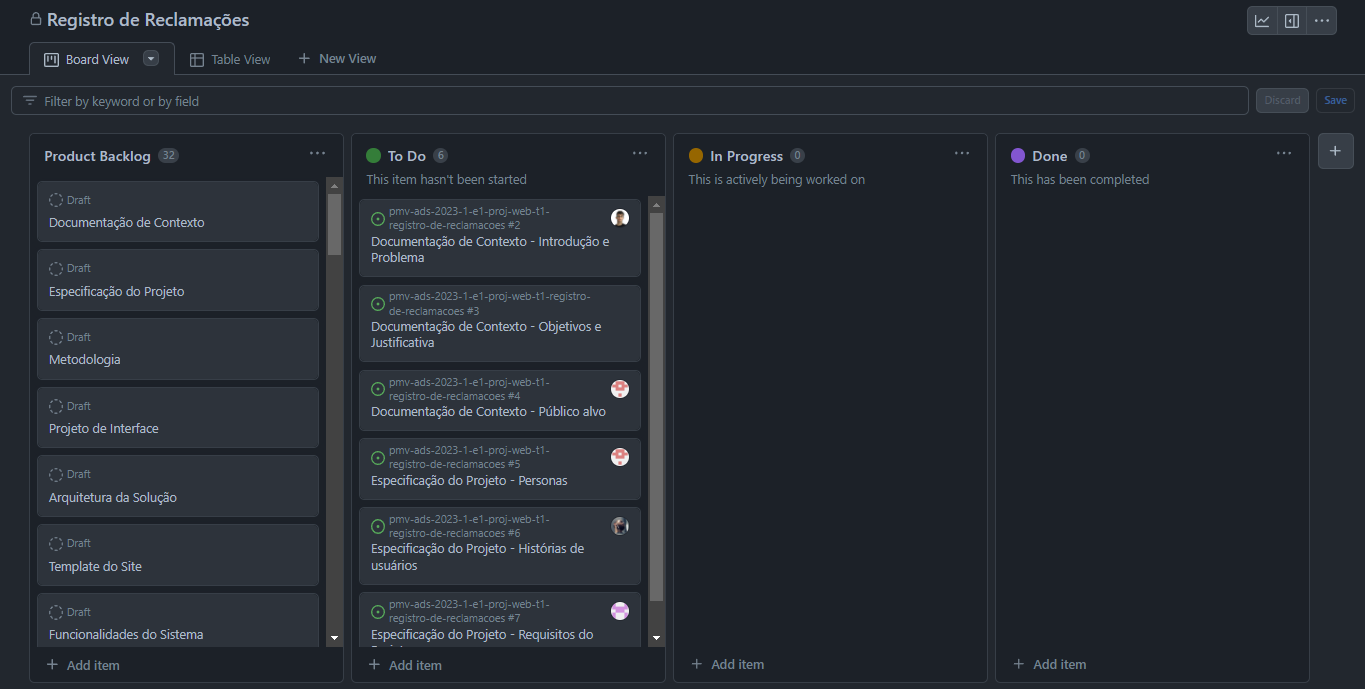 Registro de Reclamações
Board View
Table View
New View
Filter by keyword or by field
Discard
Save
Product Backlog 32
Draft
Documentação de Contexto
Draft
Especificação do Projeto
Draft
Metodologia
Draft
Projeto de Interface
Draft
Arquitetura da Solução
Draft
Template do Site
Draft
Funcionalidades do Sistema
Add item
To Do 6
This item hasn't been started
pmv-ads-2023-1-e1-proj-web-t1-
registro-de-reclamacoes #2
Documentação de Contexto - Introdução e
Problema
pmv-ads-2023-1-e1-proj-web-t1-registro-
de-reclamacoes #3
Documentação de Contexto - Objetivos e
Justificativa
pmv-ads-2023-1-e1-proj-web-t1-
registro-de-reclamacoes #4
Documentação de Contexto - Público alvo
pmv-ads-2023-1-e1-proj-web-t1-
registro-de-reclamacoes #5
Especificação do Projeto - Personas
pmv-ads-2023-1-e1-proj-web-t1-
registro-de-reclamacoes #6
Especificação do Projeto - Histórias de
usuários
pmv-ads-2023-1-e1-proj-web-t1-
registro-de-reclamacoes #7
Especificação do Projeto - Requisitos do
Add item
In Progress 0
This is actively being worked on
Add item
Done 0
This has been completed
Add item